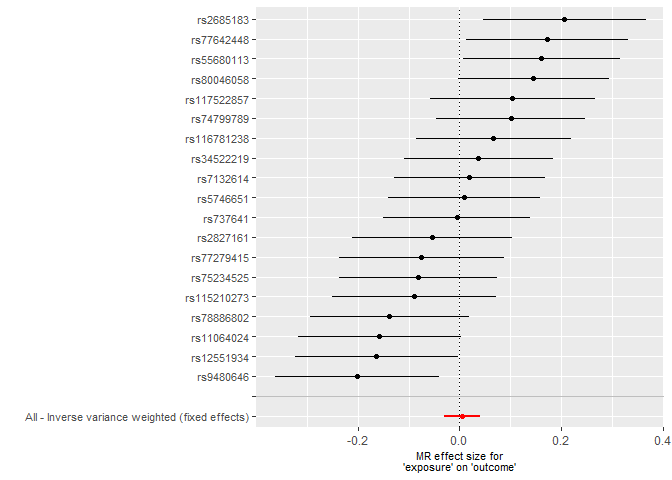 rs2685183
rs77642448
rs55680113
rs80046058
rs117522857
rs74799789
rs116781238
rs34522219
rs7132614
rs5746651
rs737641
rs2827161
rs77279415
rs75234525
rs115210273
rs78886802
rs11064024
rs12551934
rs9480646
All - Inverse variance weighted (fixed effects)
-0.2 0.0 0.2 0.4
MR effect size for
'exposure' on 'outcome'